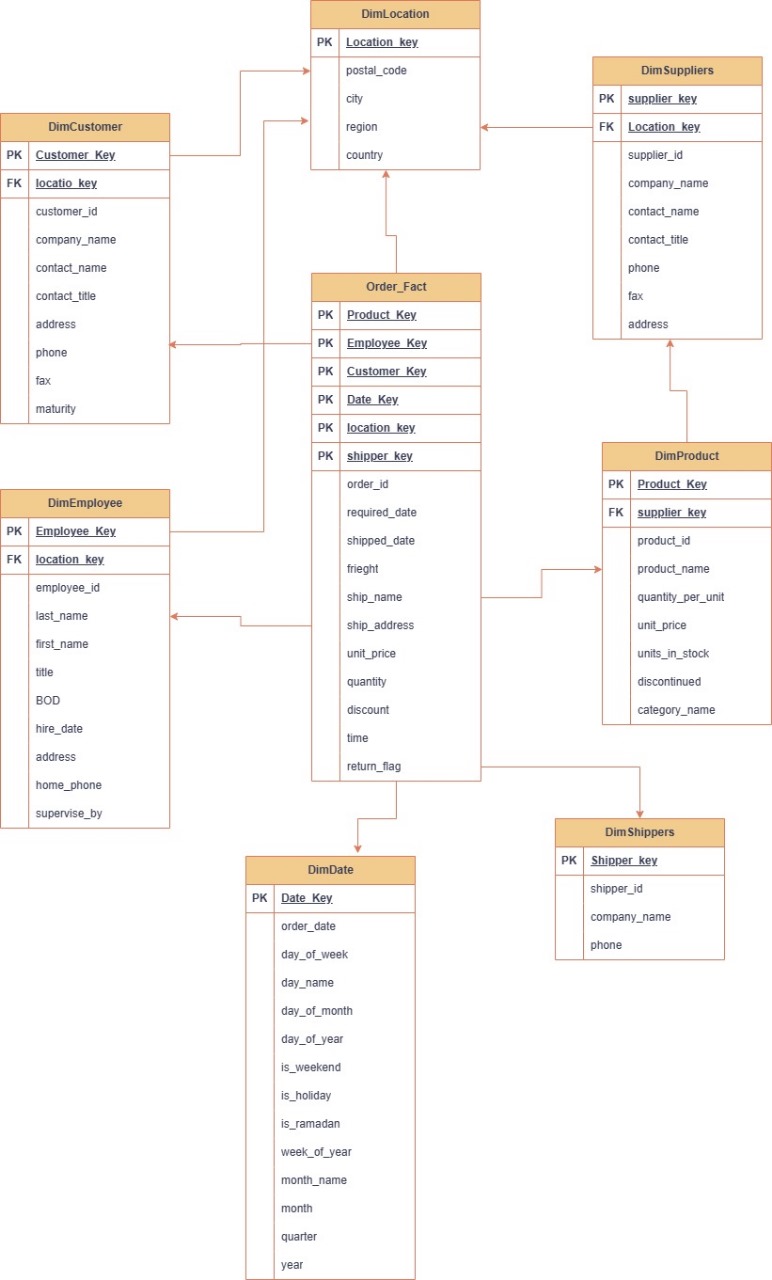 DimLocation
PK Location_key
postal_code
city
region
country
DimSuppliers
PK supplier_key
FK Location_key
supplier_id
company_name
contact_name
contact_title
phone
fax
address
DimCustomer
PK Customer_Key
FK locatio_key
customer_id
company_name
contact_name
contact_title
address
phone
fax
maturity
Order_Fact
PK Product_Key
PK Employee_Key
PK Customer_Key
PK Date_Key
PK location_key
PK shipper_key
order_id
required_date
shipped_date
frieght
ship_name
ship_address
unit_price
quantity
discount
time
return_flag
DimProduct
PK Product_Key
FK supplier_key
product_id
product_name
quantity_per_unit
unit_price
units_in_stock
discontinued
category_name
DimEmployee
PK Employee_Key
FK location_key
employee_id
last_name
first_name
title
BOD
hire_date
address
home_phone
supervise_by
DimShippers
PK Shipper_key
shipper_id
company_name
phone
DimDate
PK Date_Key
order_date
day_of_week
day_name
day_of_month
day_of_year
is_weekend
is_holiday
is_ramadan
week_of_year
month_name
month
quarter
year